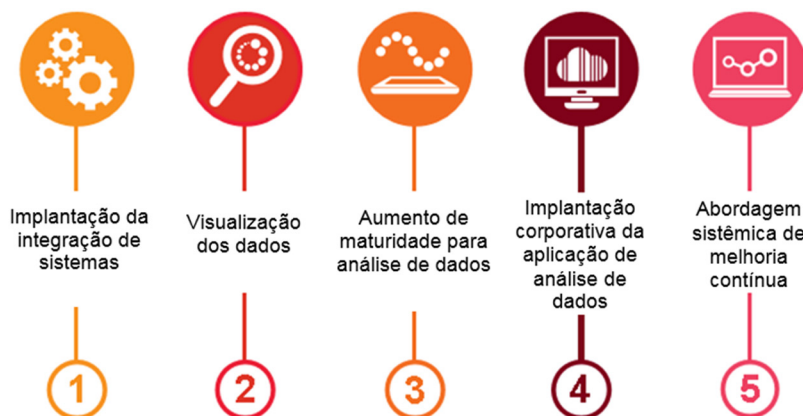 Implantação da
integração de
sistemas
1
Visualização
dos dados
2
Aumento de
maturidade para
análise de dados
3
Implantação
corporativa da
aplicação de
análise de
dados
4
Abordagem
sistêmica de
melhoria
contínua
5